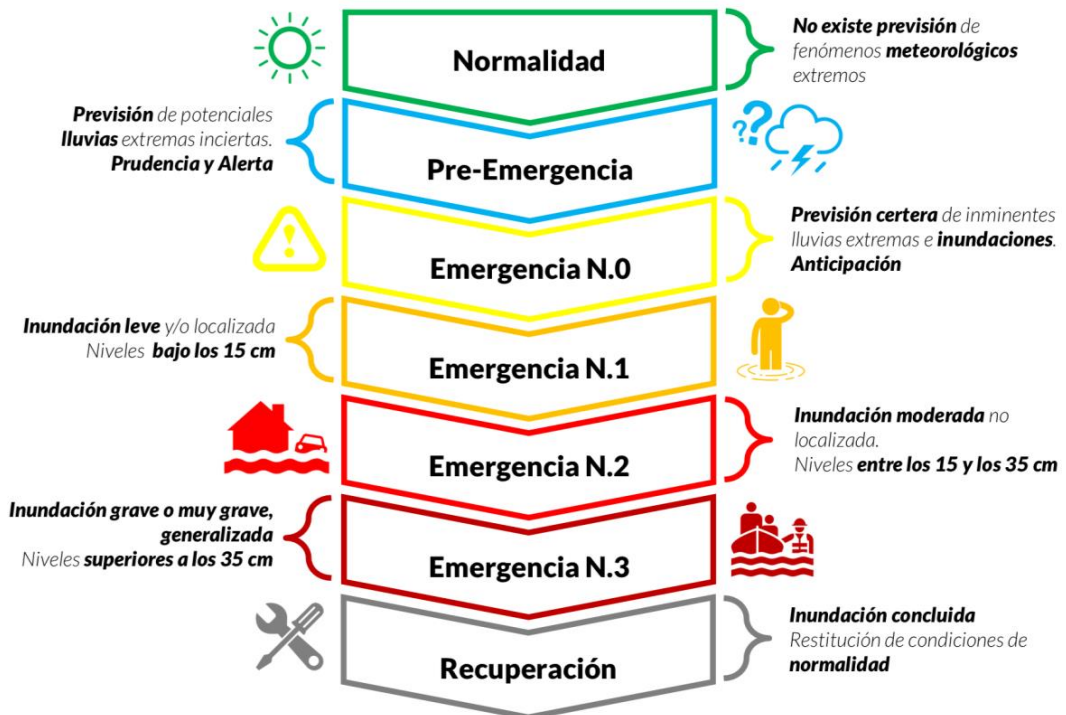 Normalidad
No existe previsión de
fenómenos meteorológicos
extremos
Previsión de potenciales
lluvias extremas inciertas.
Prudencia y Alerta
Pre-Emergencia
??
Emergencia N.0
Previsión certera de inminentes
lluvias extremas e inundaciones.
Anticipación
Inundación leve y/o localizada
Niveles bajo los 15 cm
Emergencia N.1
Emergencia N.2
Inundación moderada no
localizada.
Niveles entre los 15 y los 35 cm
Inundación grave o muy grave,
generalizada
Niveles superiores a los 35 cm
Emergencia N.3
Recuperación
Inundación concluida
Restitución de condiciones de
normalidad